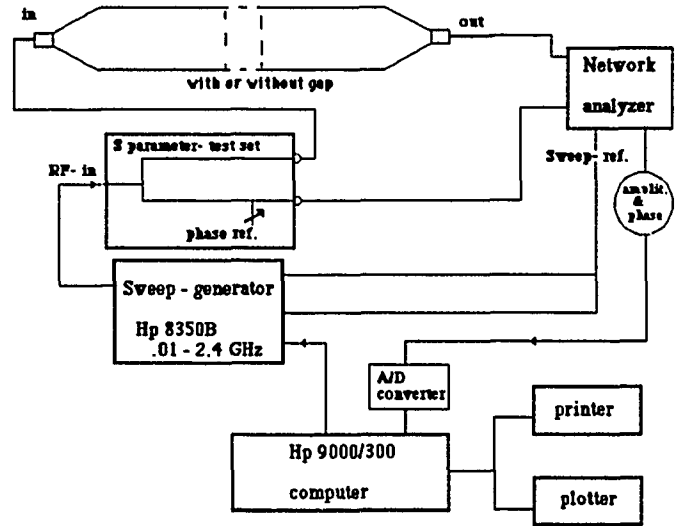 in
out
with or without gap
Network
analyzer
S parameter- test set
RF- in
phase ref.
Sweep- ref.
amplit.
&
phase
Sweep - generator
Hp 8350B
.01 - 2.4 GHz
A/D
converter
Hp 9000/300
computer
printer
plotter